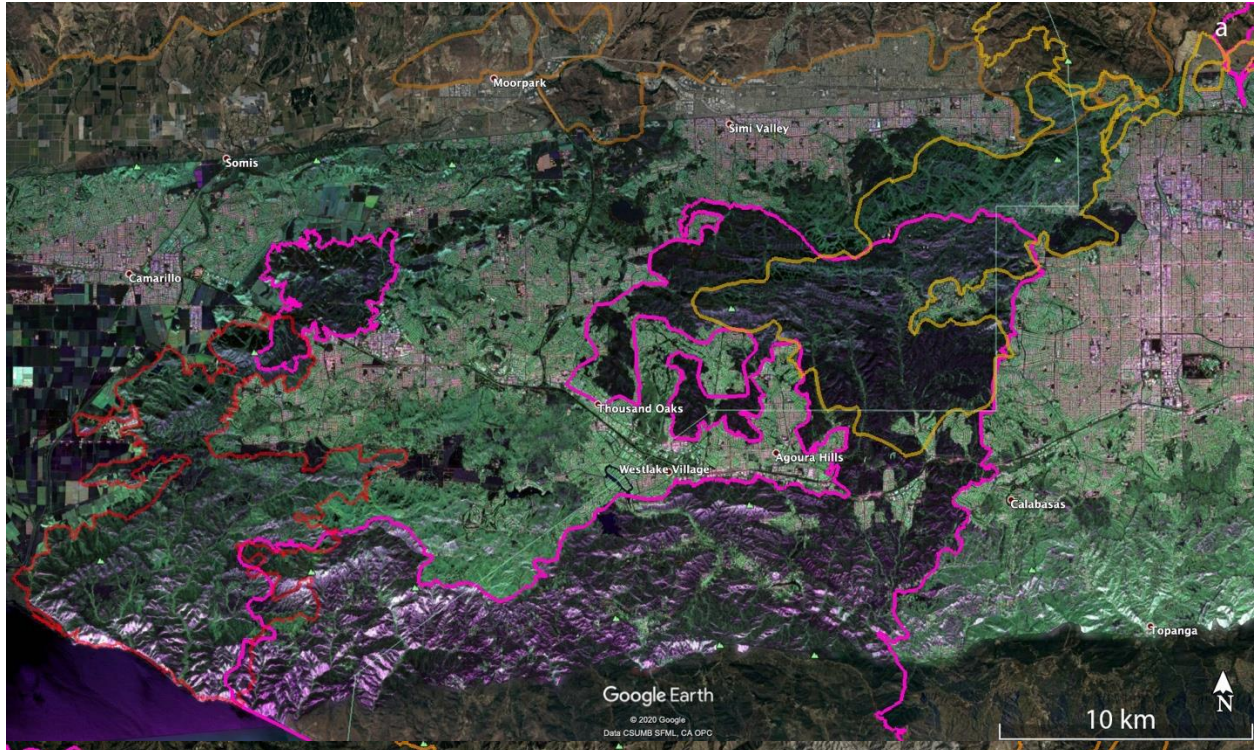 a
Moorpark
Simi Valley
Somis
Camarillo
Thousand Oaks
Westlake Village
Agoura Hills
Calabasas
Topanga
Google Earth
© 2020 Google
Data CSUMB SFML, CA OPC
N
10 km